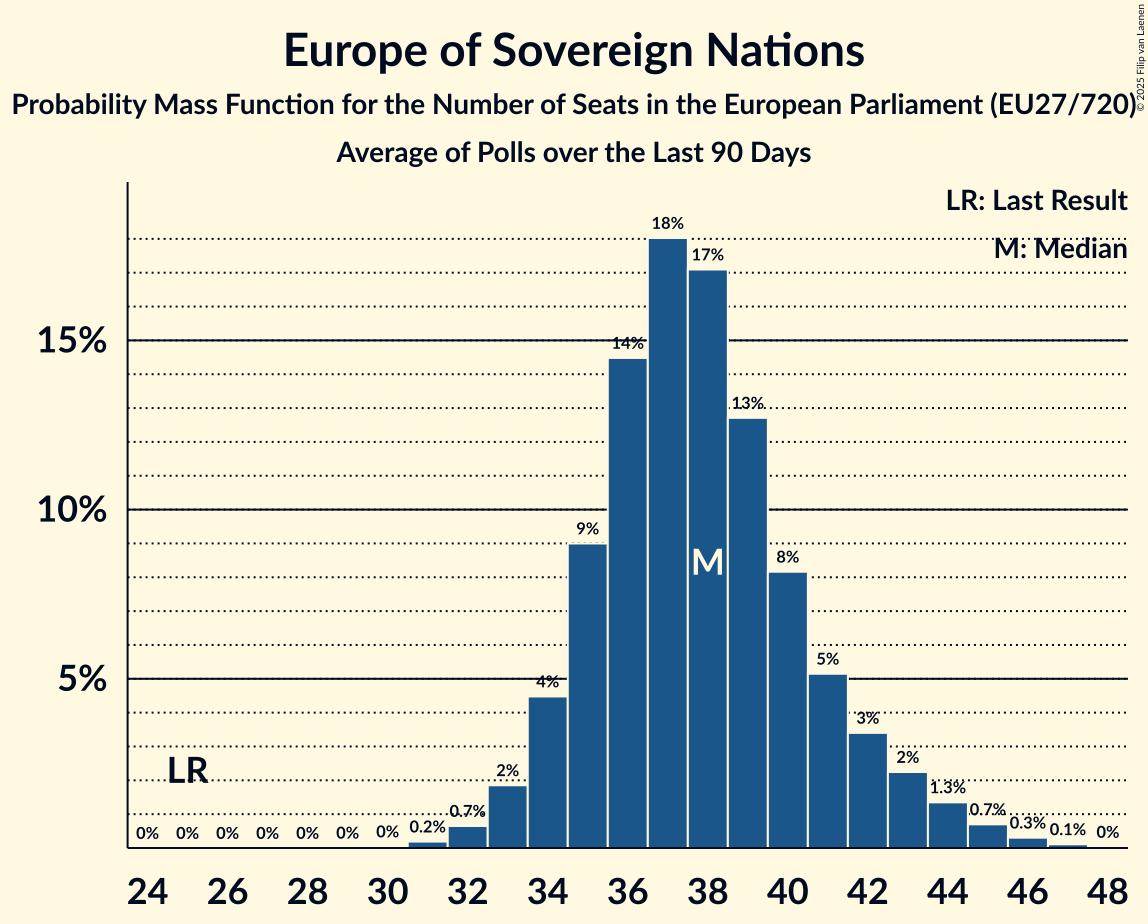 Europe of Sovereign Nations
Probability Mass Function for the Number of Seats in the European Parliament (EU27/720)
Average of Polls over the Last 90 Days
© 2025 Filip van Laenen
LR: Last Result
M: Median
18%
17%
15%
14%
13%
10%
9%
8%
M
5%
5%
4%
3%
2%
2%
LR
1.3%
0% 0% 0% 0% 0% 0% 0% 0.2% 0.7% 0.7% 0.3% 0.1% 0%
24 26 28 30 32 34 36 38 40 42 44 46 48